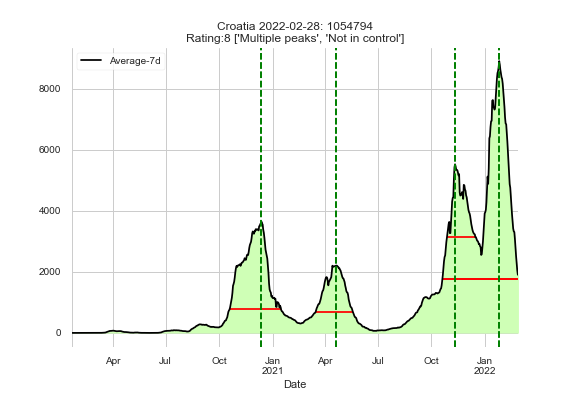 Croatia 2022-02-28: 1054794
Rating:8 ['Multiple peaks', 'Not in control']
Average-7d
8000
6000
4000
2000
0
Apr
Jul
Oct
Jan
2021
Apr
Jul
Oct
Jan
2022
Date